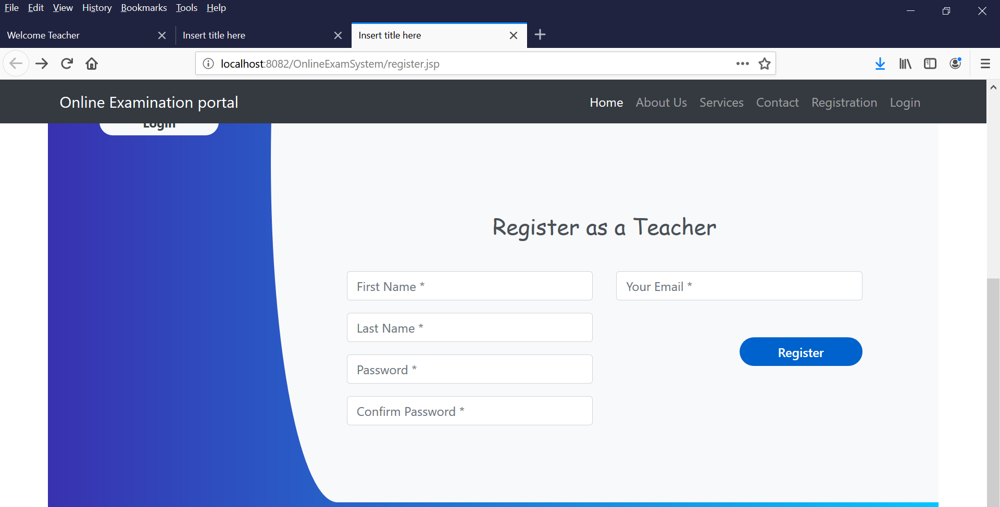 File Edit View History Bookmarks Tools Help
Welcome Teacher Insert title here Insert title here
localhost:8082/OnlineExamSystem/register.jsp
Online Examination portal Home About Us Services Contact Registration Login
Login
Register as a Teacher
First Name * Your Email *
Last Name *
Register
Password *
Confirm Password *